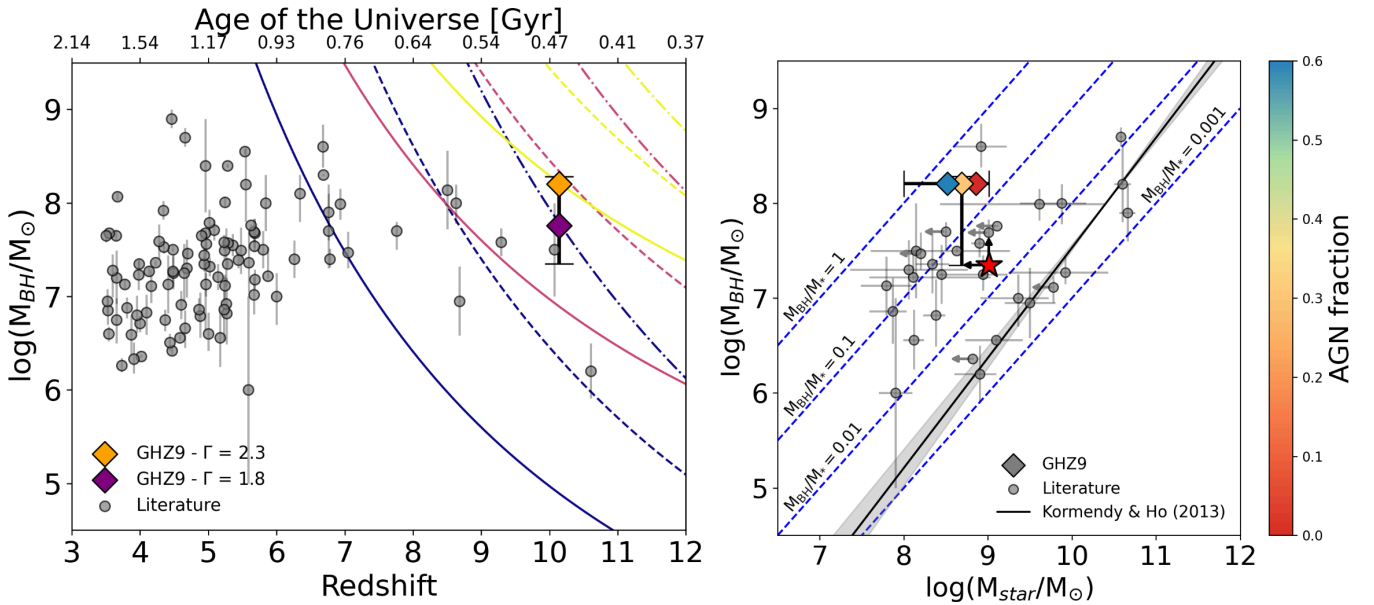 Age of the Universe [Gyr]
2.14 1.54 1.17 0.93 0.76 0.64 0.54 0.47 0.41 0.37
log(M_BH/M_⊙)
9
8
7
6
5
GHZ9 - Γ = 2.3
GHZ9 - Γ = 1.8
Literature
3 4 5 6 7 8 9 10 11 12
Redshift
log(M_BH/M_⊙)
9
8
7
6
5
M_BH/M_* = 1
M_BH/M_* = 0.1
M_BH/M_* = 0.01
M_BH/M_* = 0.001
GHZ9
Literature
Kormendy & Ho (2013)
7 8 9 10 11 12
log(M_star/M_⊙)
0.6
0.5
0.4
0.3
0.2
0.1
0.0
AGN fraction